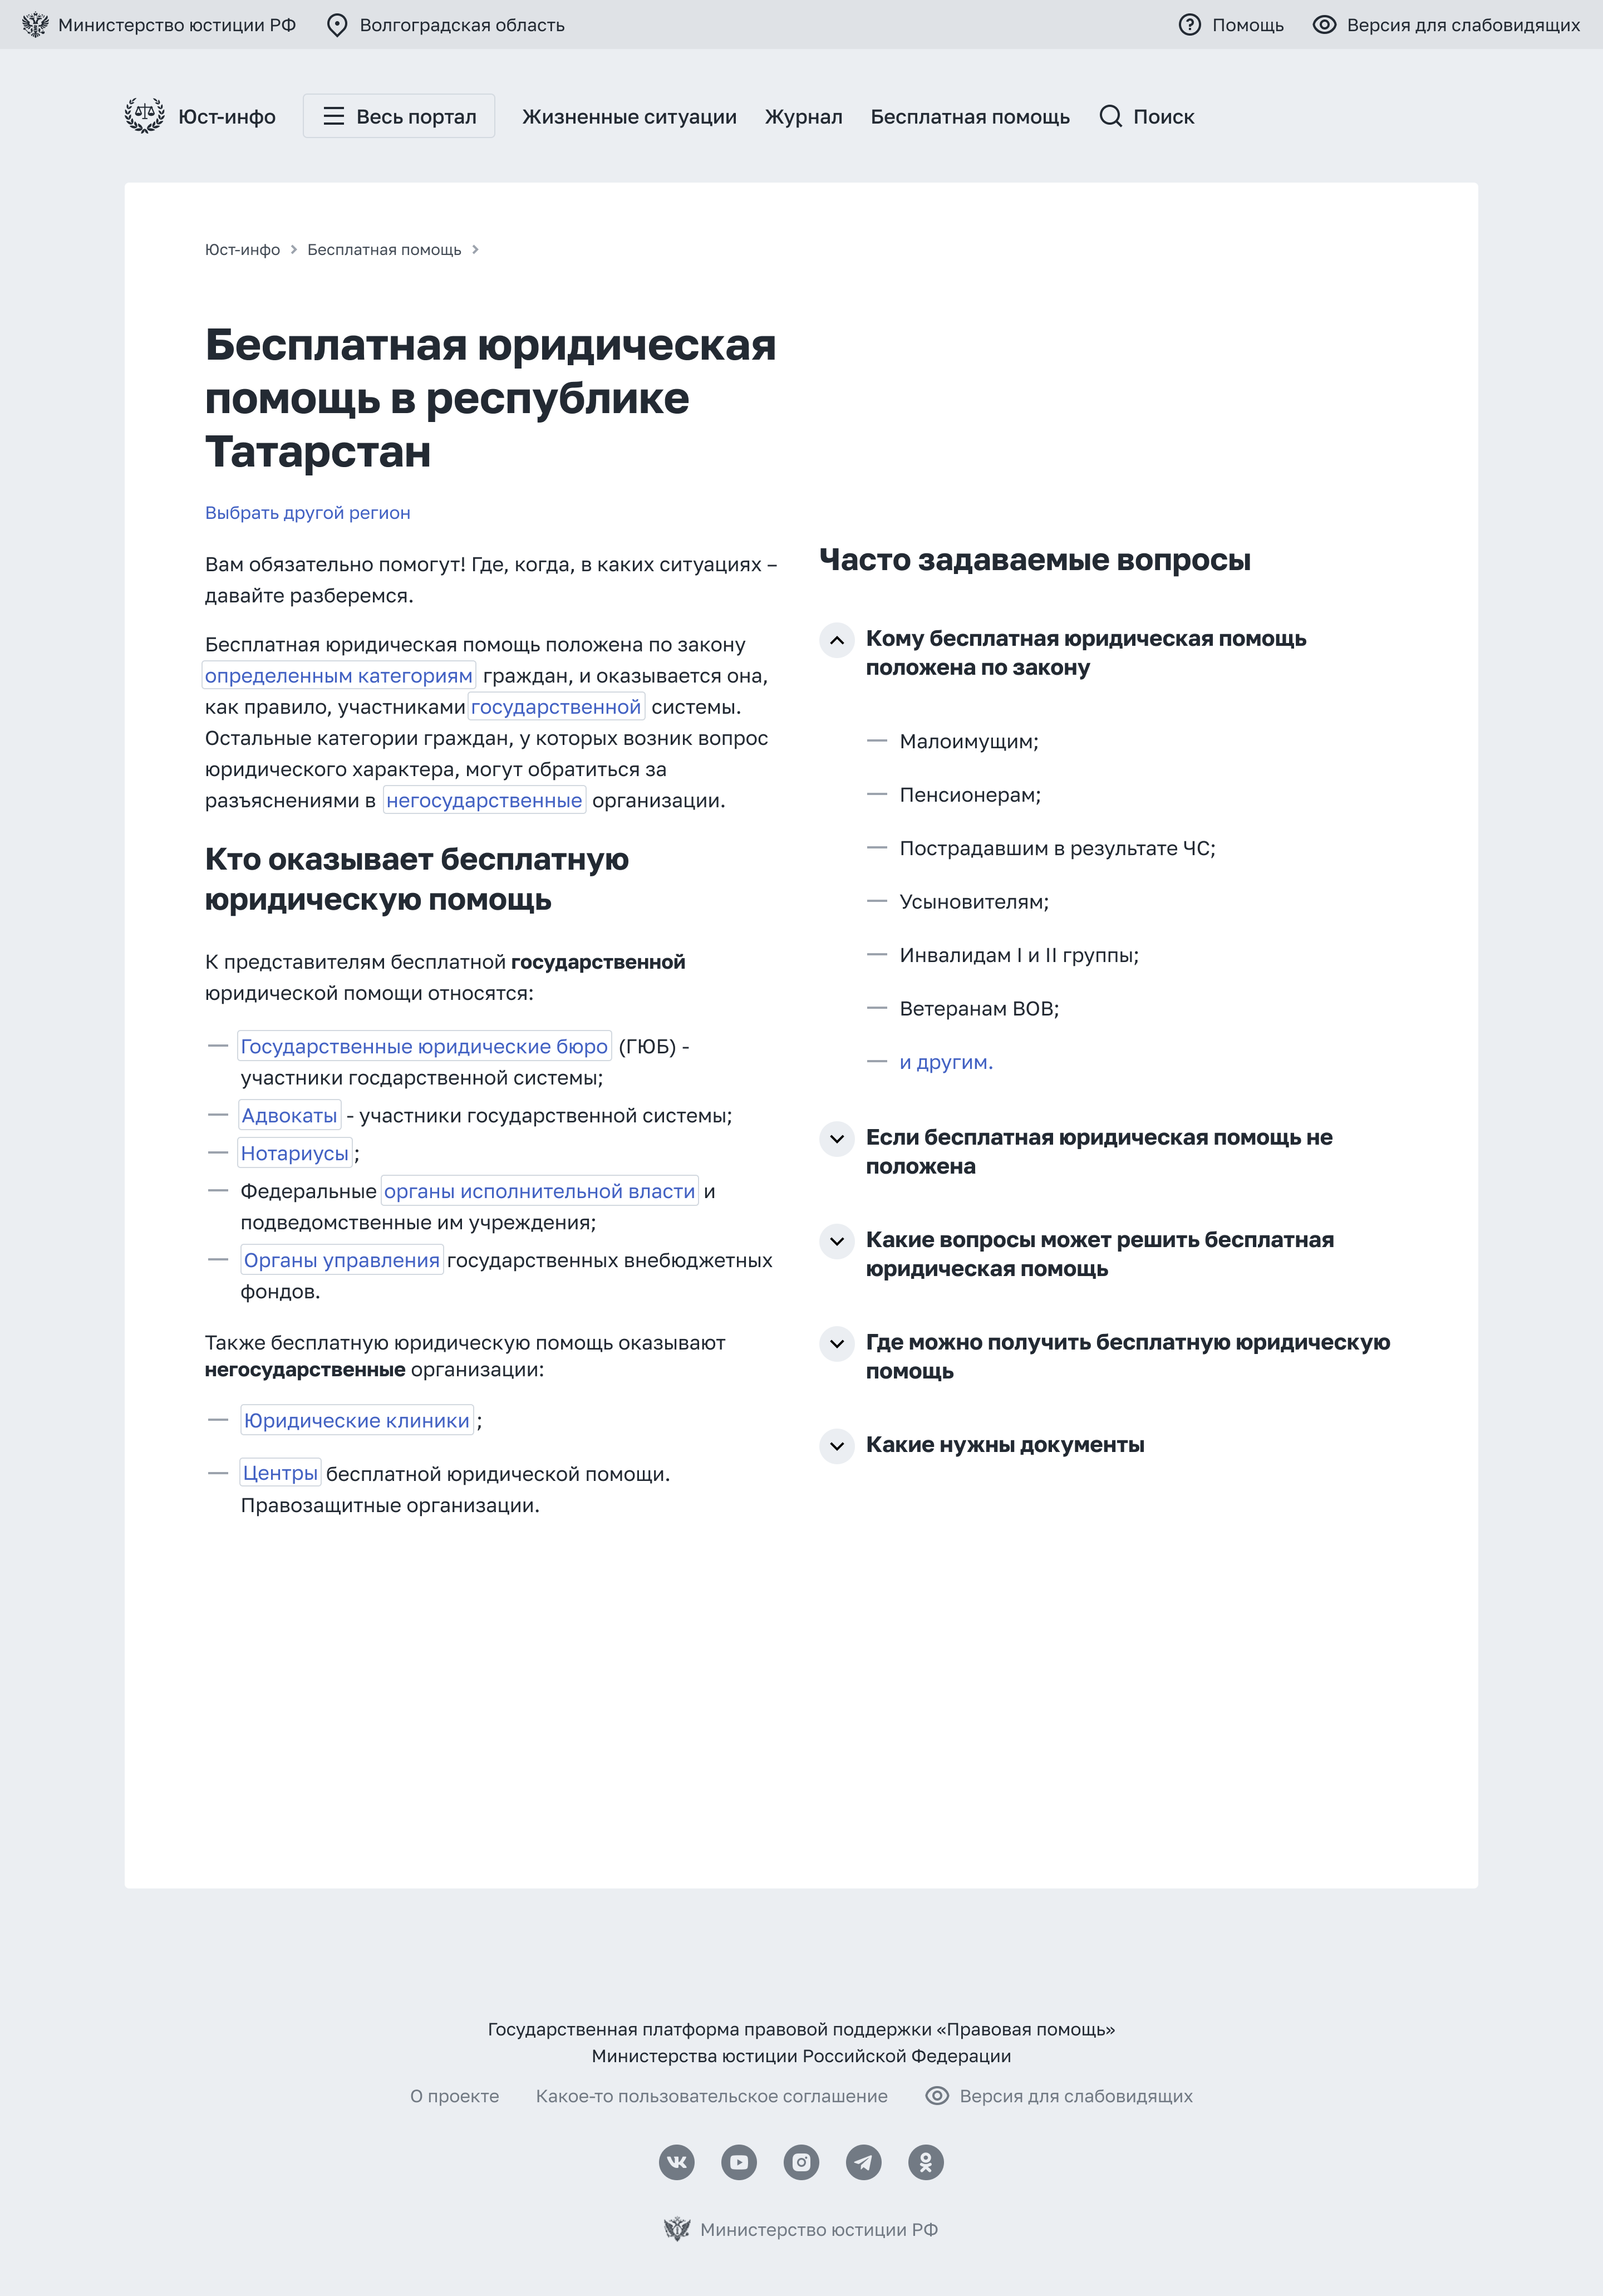 Министерство юстиции РФ
Волгоградская область
Помощь
Версия для слабовидящих
Юст-инфо
Весь портал
Жизненные ситуации
Журнал
Бесплатная помощь
Поиск
Юст-инфо
Бесплатная помощь
Бесплатная юридическая
помощь в республике
Татарстан
Выбрать другой регион
Вам обязательно помогут! Где, когда, в каких ситуациях –
давайте разберемся.
Бесплатная юридическая помощь положена по закону
определенным категориям граждан, и оказывается она,
как правило, участниками государственной системы.
Остальные категории граждан, у которых возник вопрос
юридического характера, могут обратиться за
разъяснениями в негосударственные организации.
Кто оказывает бесплатную
юридическую помощь
К представителям бесплатной государственной
юридической помощи относятся:
— Государственные юридические бюро (ГЮБ) -
участники госдарственной системы;
— Адвокаты - участники государственной системы;
— Нотариусы ;
— Федеральные органы исполнительной власти и
подведомственные им учреждения;
— Органы управления государственных внебюджетных
фондов.
Также бесплатную юридическую помощь оказывают
негосударственные организации:
— Юридические клиники ;
— Центры бесплатной юридической помощи.
Правозащитные организации.
Часто задаваемые вопросы
Кому бесплатная юридическая помощь
положена по закону
— Малоимущим;
— Пенсионерам;
— Пострадавшим в результате ЧС;
— Усыновителям;
— Инвалидам I и II группы;
— Ветеранам ВОВ;
— и другим.
Если бесплатная юридическая помощь не
положена
Какие вопросы может решить бесплатная
юридическая помощь
Где можно получить бесплатную юридическую
помощь
Какие нужны документы
Государственная платформа правовой поддержки «Правовая помощь»
Министерства юстиции Российской Федерации
О проекте
Какое-то пользовательское соглашение
Версия для слабовидящих
Министерство юстиции РФ